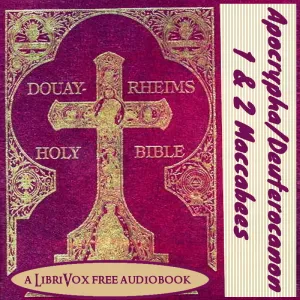 DOUAY- RHEIMS
HOLY BIBLE
A LIBRIVOX FREE AUDIOBOOK
Apocrypha/Deuterocanon
1 & 2 Maccabees